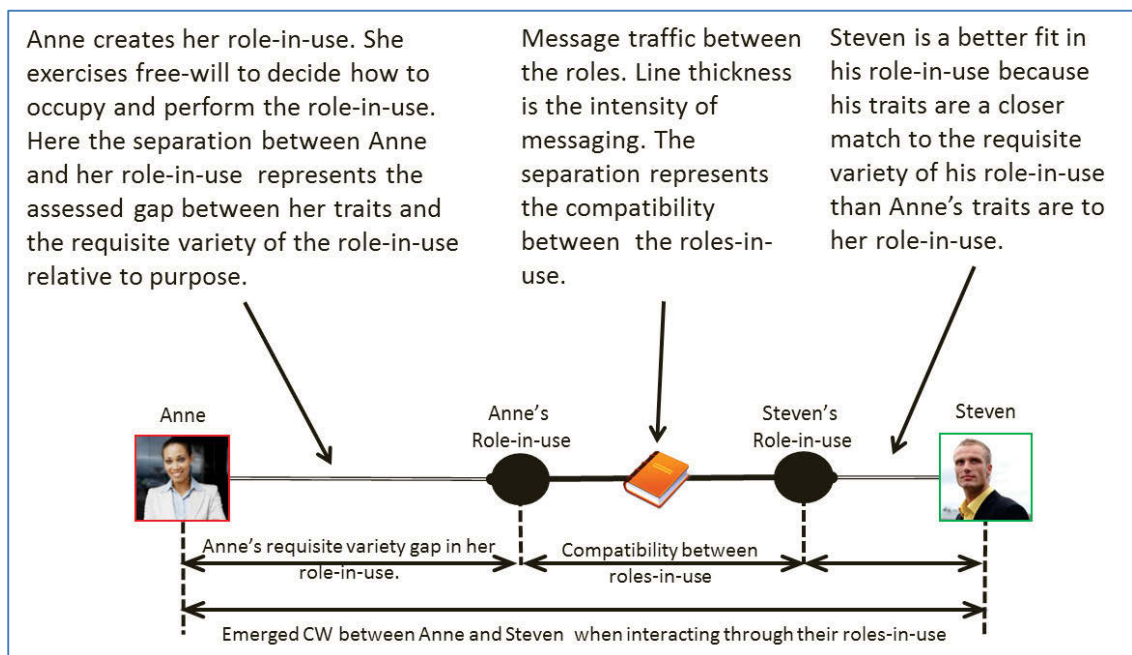 Anne creates her role-in-use. She
exercises free-will to decide how to
occupy and perform the role-in-use.
Here the separation between Anne
and her role-in-use represents the
assessed gap between her traits and
the requisite variety of the role-in-use
relative to purpose.
Message traffic between
the roles. Line thickness
is the intensity of
messaging. The
separation represents
the compatibility
between the roles-in-
use.
Steven is a better fit in
his role-in-use because
his traits are a closer
match to the requisite
variety of his role-in-use
than Anne's traits are to
her role-in-use.
Anne
Anne's
Role-in-use
Steven's
Role-in-use
Steven
Anne's requisite variety gap in her
role-in-use.
Compatibility between
roles-in-use
Emerged CW between Anne and Steven when interacting through their roles-in-use